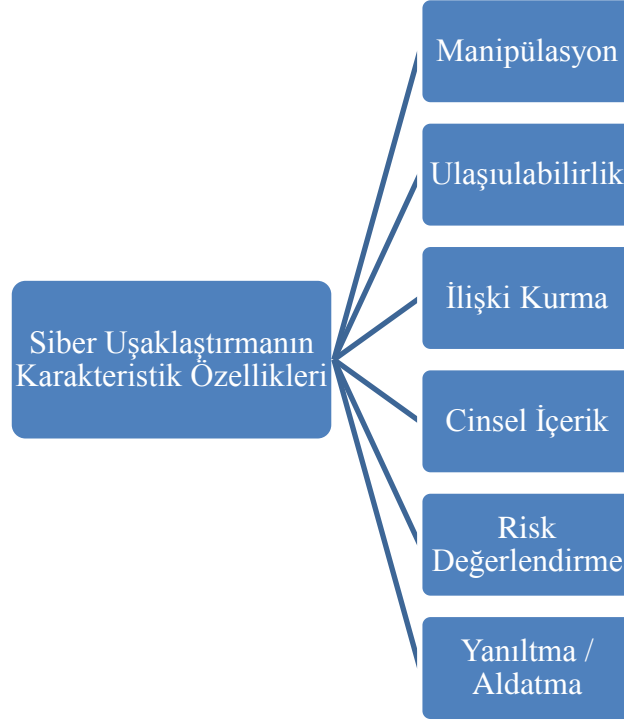 Manipülasyon
Ulaşıulabilirlik
İlişki Kurma
Siber Uşaklaştırmanın
Karakteristik Özellikleri
Cinsel İçerik
Risk
Değerlendirme
Yanıltma /
Aldatma